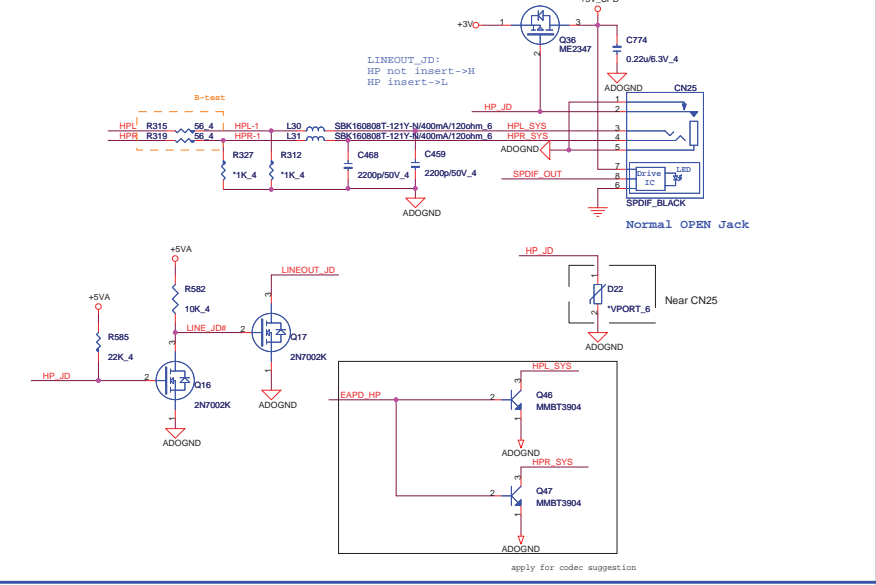 +3V
1
3
2
Q36
ME2347
C774
0.22u/6.3V_4
ADOGND
LINEOUT_JD:
HP not insert->H
HP insert->L
B-test
HP_JD
CN25
1
2
3
4
5
7
8
6
HPL
R315
56_4
HPL-1
L30
SBK160808T-121Y-N/400mA/120ohm_6
HPL_SYS
HPR
R319
56_4
HPR-1
L31
SBK160808T-121Y-N/400mA/120ohm_6
HPR_SYS
ADOGND
R327
*1K_4
R312
*1K_4
C468
2200p/50V_4
C459
2200p/50V_4
ADOGND
SPDIF_OUT
Drive
IC
LED
SPDIF_BLACK
Normal OPEN Jack
+5VA
R582
10K_4
LINEOUT_JD
3
+5VA
R585
22K_4
LINE_JD#
2
Q17
2N7002K
1
ADOGND
HP_JD
2
3
Q16
2N7002K
1
ADOGND
HP_JD
1
D22
*VPORT_6
2
ADOGND
Near CN25
HPL_SYS
EAPD_HP
2
3
Q46
MMBT3904
1
ADOGND
HPR_SYS
2
3
Q47
MMBT3904
1
ADOGND
apply for codec suggestion